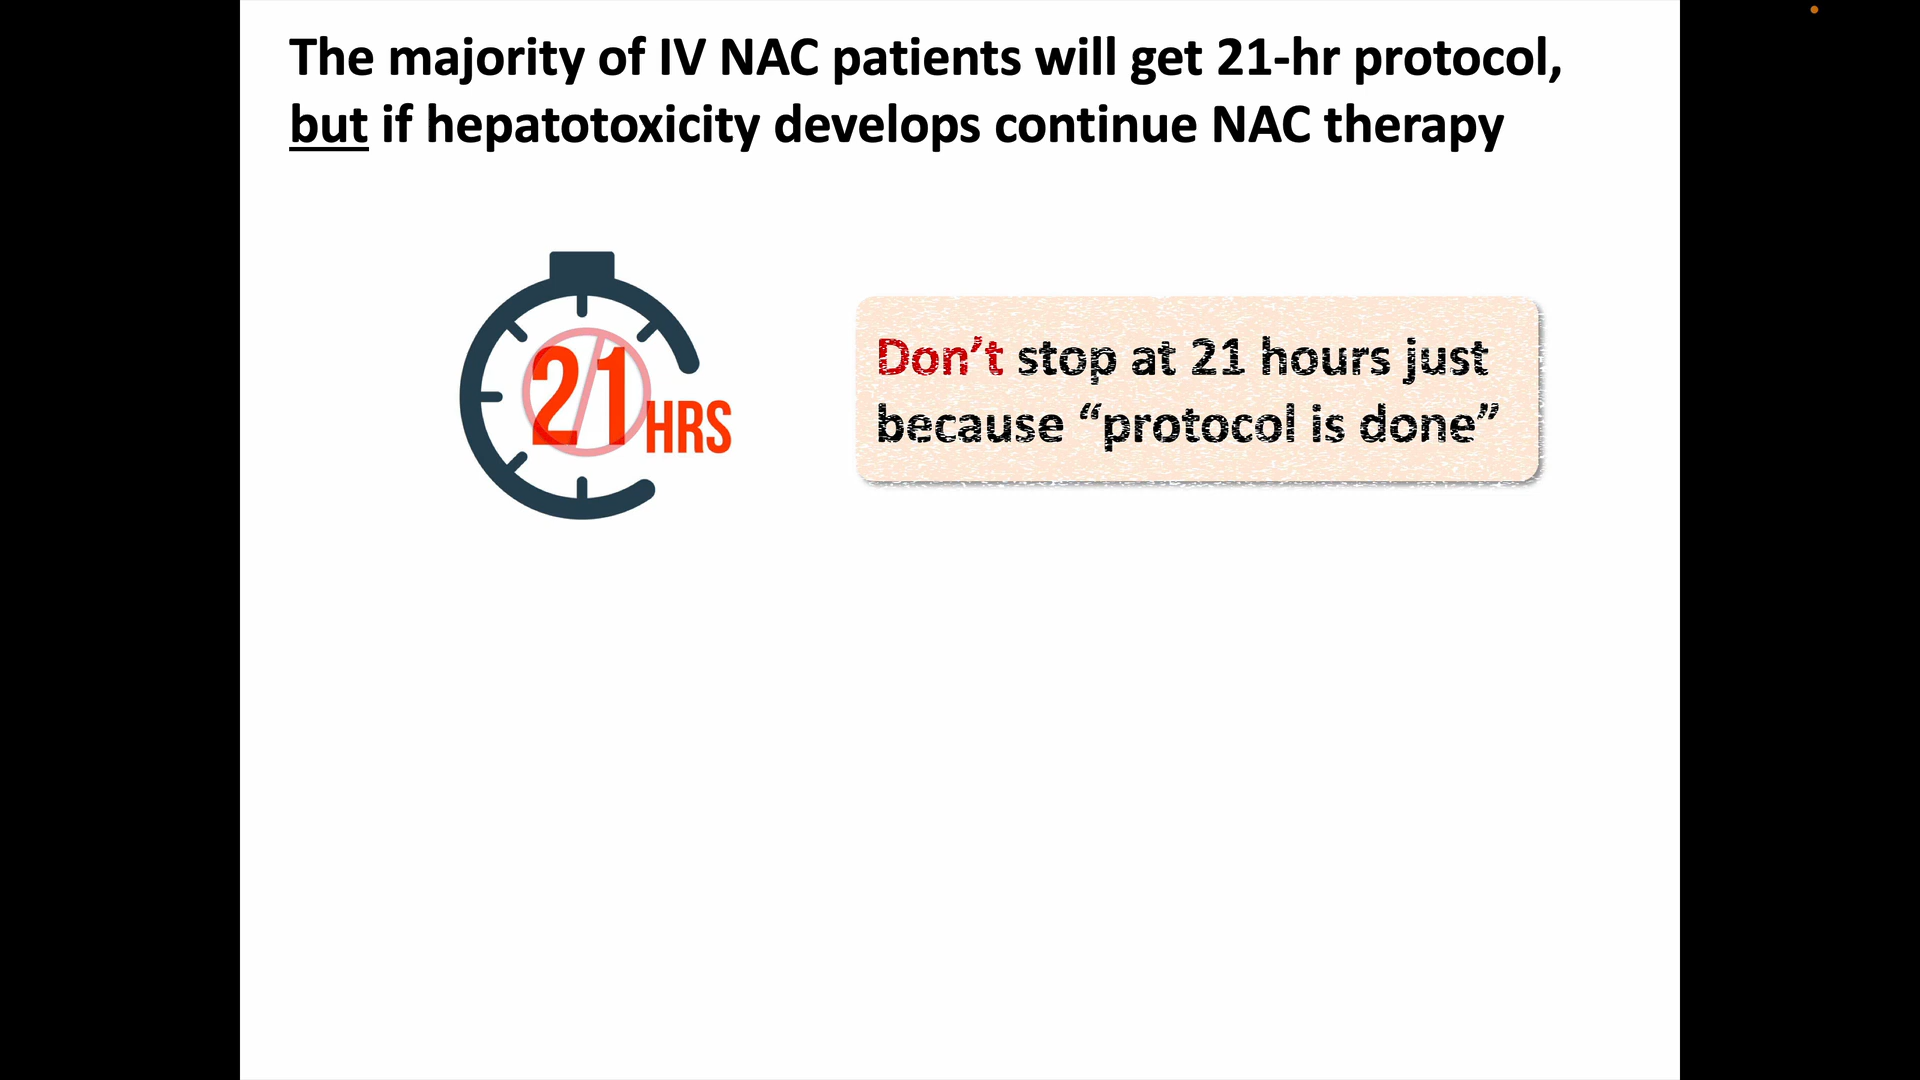 The majority of IV NAC patients will get 21-hr protocol,
but if hepatotoxicity develops continue NAC therapy
21 HRS
Don’t stop at 21 hours just
because “protocol is done”